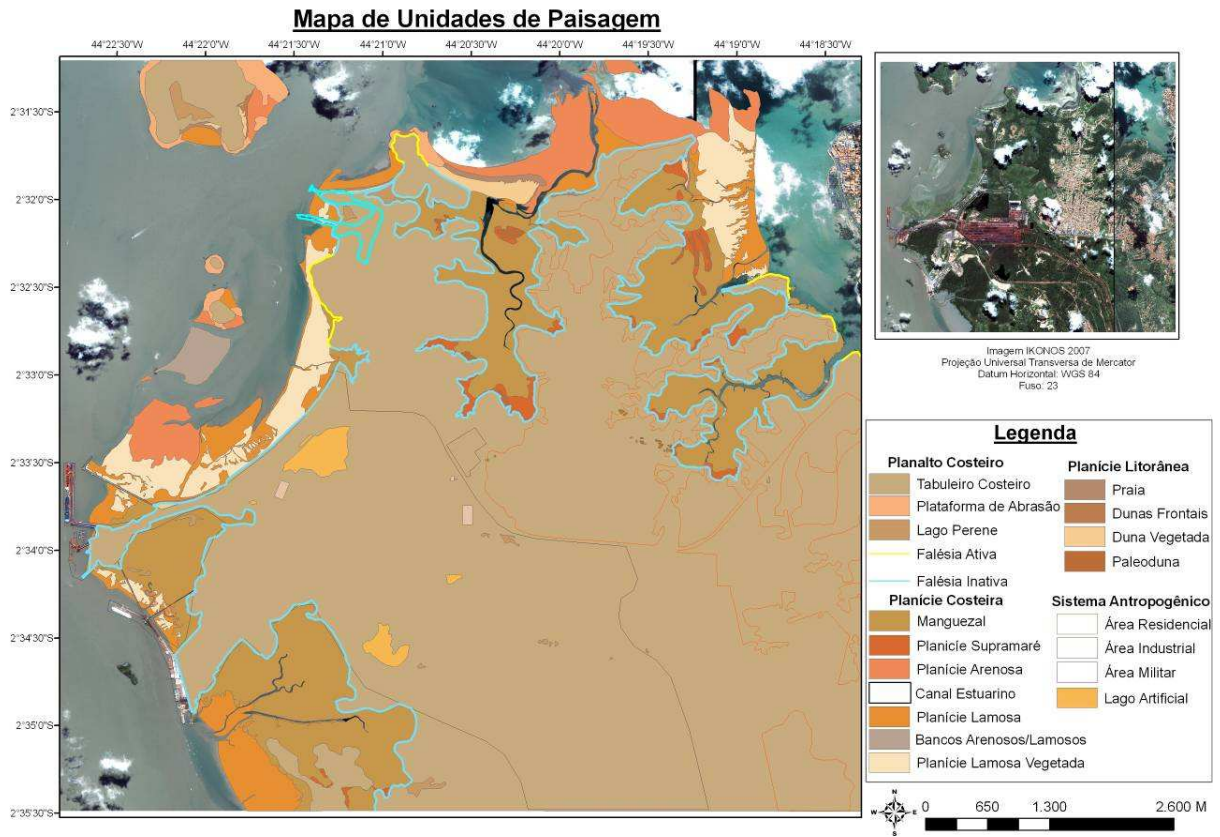 Mapa de Unidades de Paisagem
44°22'30"W 44°22'0"W 44°21'30"W 44°21'0"W 44°20'30"W 44°20'0"W 44°19'30"W 44°19'0"W 44°18'30"W
2°31'30"S
2°32'0"S
2°32'30"S
2°33'0"S
2°33'30"S
2°34'0"S
2°34'30"S
2°35'0"S
2°35'30"S
Imagem IKONOS 2007
Projeção Universal Transversa de Mercator
Datum Horizontal: WGS 84
Fuso: 23
Legenda
Planalto Costeiro
Tabuleiro Costeiro
Plataforma de Abrasão
Lago Perene
Falésia Ativa
Falésia Inativa
Planície Costeira
Manguezal
Planicíe Supramaré
Planície Arenosa
Canal Estuarino
Planície Lamosa
Bancos Arenosos/Lamosos
Planície Lamosa Vegetada
Planície Litorânea
Praia
Dunas Frontais
Duna Vegetada
Paleoduna
Sistema Antropogênico
Área Residencial
Área Industrial
Área Militar
Lago Artificial
N
W E
S
0 650 1.300 2.600 M